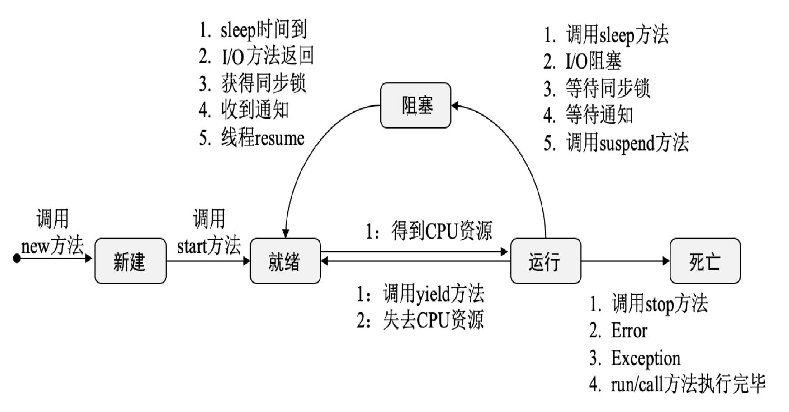 1. sleep时间到
2. I/O方法返回
3. 获得同步锁
4. 收到通知
5. 线程resume
1. 调用sleep方法
2. I/O阻塞
3. 等待同步锁
4. 等待通知
5. 调用suspend方法
阻塞
调用
new方法
新建
调用
start方法
就绪
1：得到CPU资源
1：调用yield方法
2：失去CPU资源
运行
死亡
1. 调用stop方法
2. Error
3. Exception
4. run/call方法执行完毕